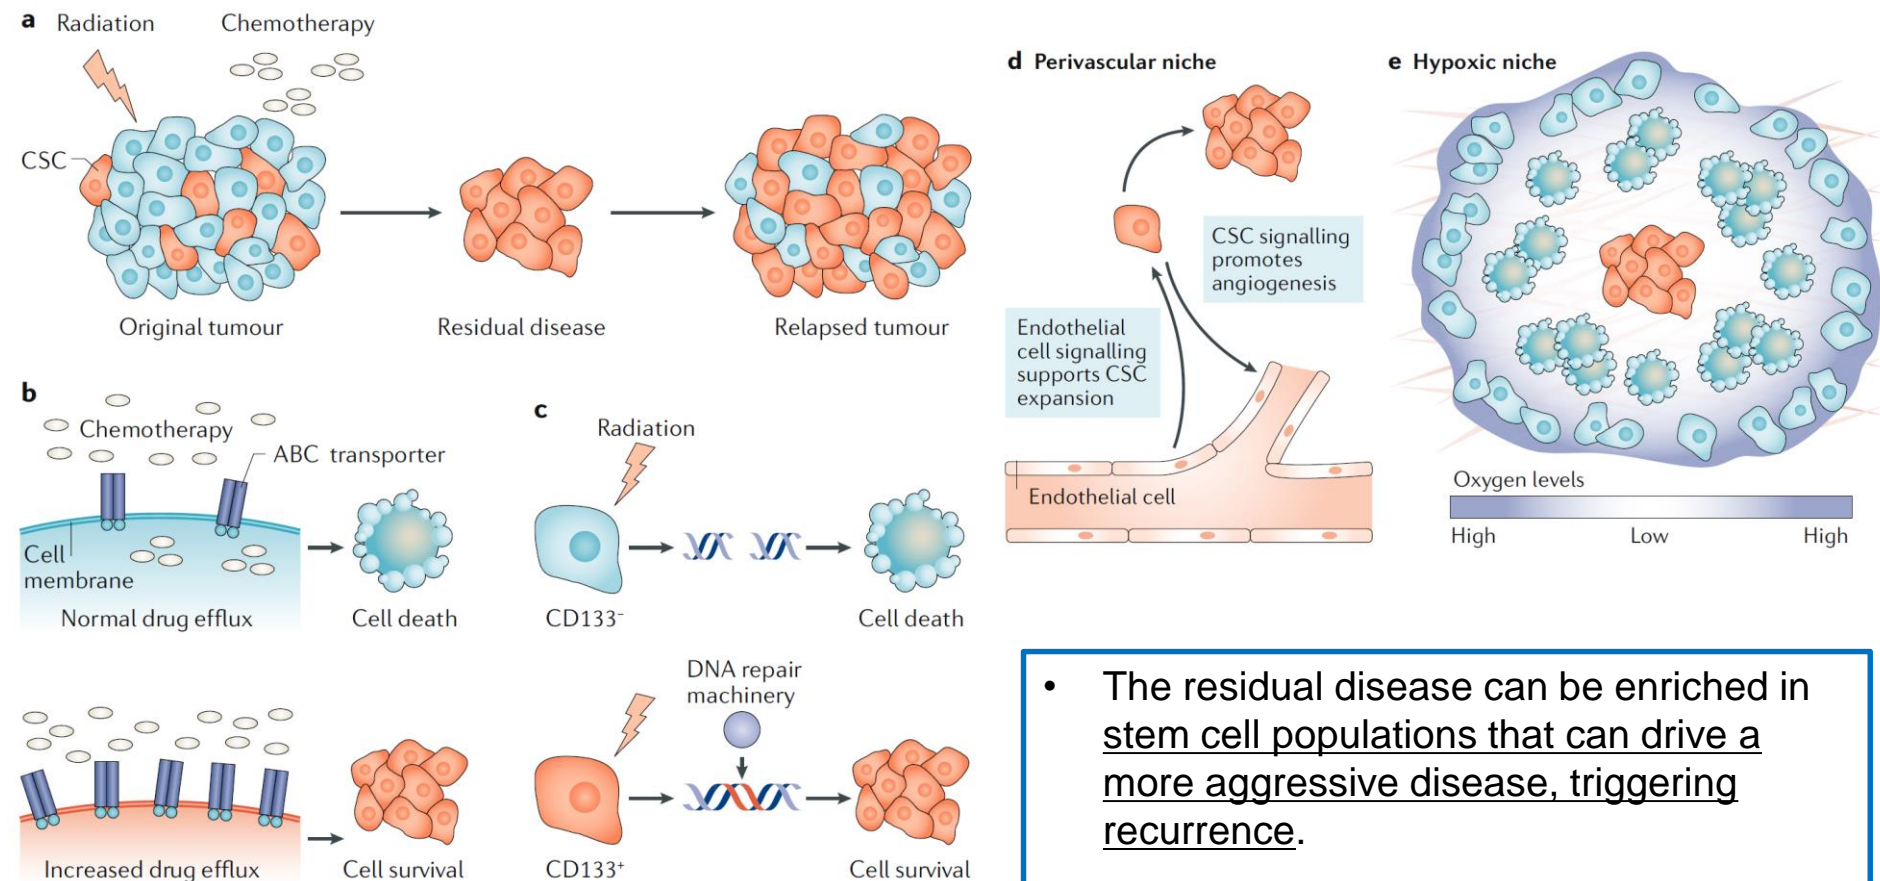 a Radiation Chemotherapy
CSC
Original tumour Residual disease Relapsed tumour
b
Chemotherapy
ABC transporter
Cell
membrane
Normal drug efflux
Cell death
Increased drug efflux
Cell survival
c
Radiation
CD133⁻
Cell death
DNA repair
machinery
CD133⁺
Cell survival
d Perivascular niche
CSC signalling
promotes
angiogenesis
Endothelial
cell signalling
supports CSC
expansion
Endothelial cell
e Hypoxic niche
Oxygen levels
High Low High
• The residual disease can be enriched in
stem cell populations that can drive a
more aggressive disease, triggering
recurrence.